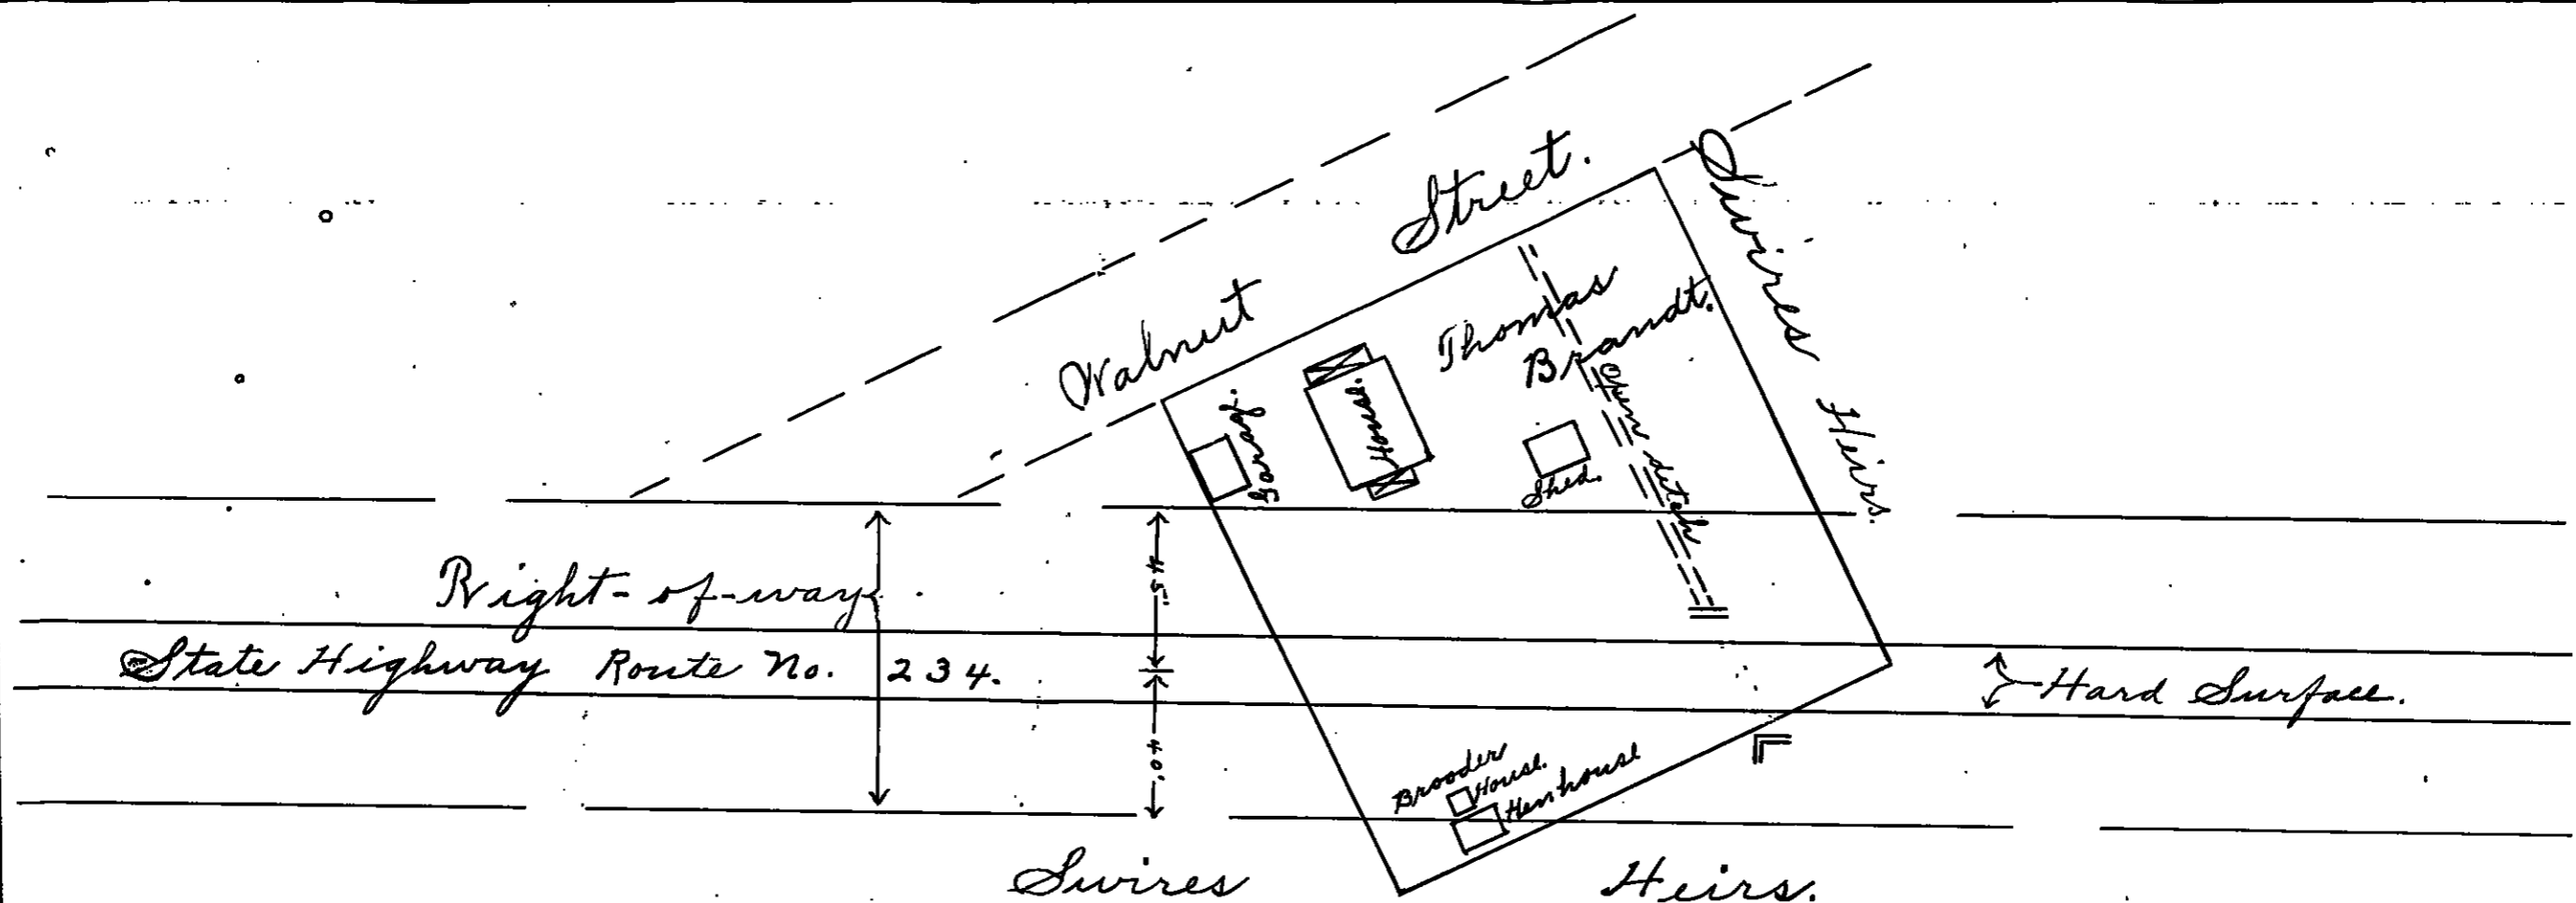 Walnut Street.
Swires Heirs.
Thomas
Brandt.
Garage.
House.
Shed.
Open ditch
Right-of-way
45'
State Highway Route No. 234.
Hard Surface.
40'
Brooder
House.
Henhouse
Swires Heirs.